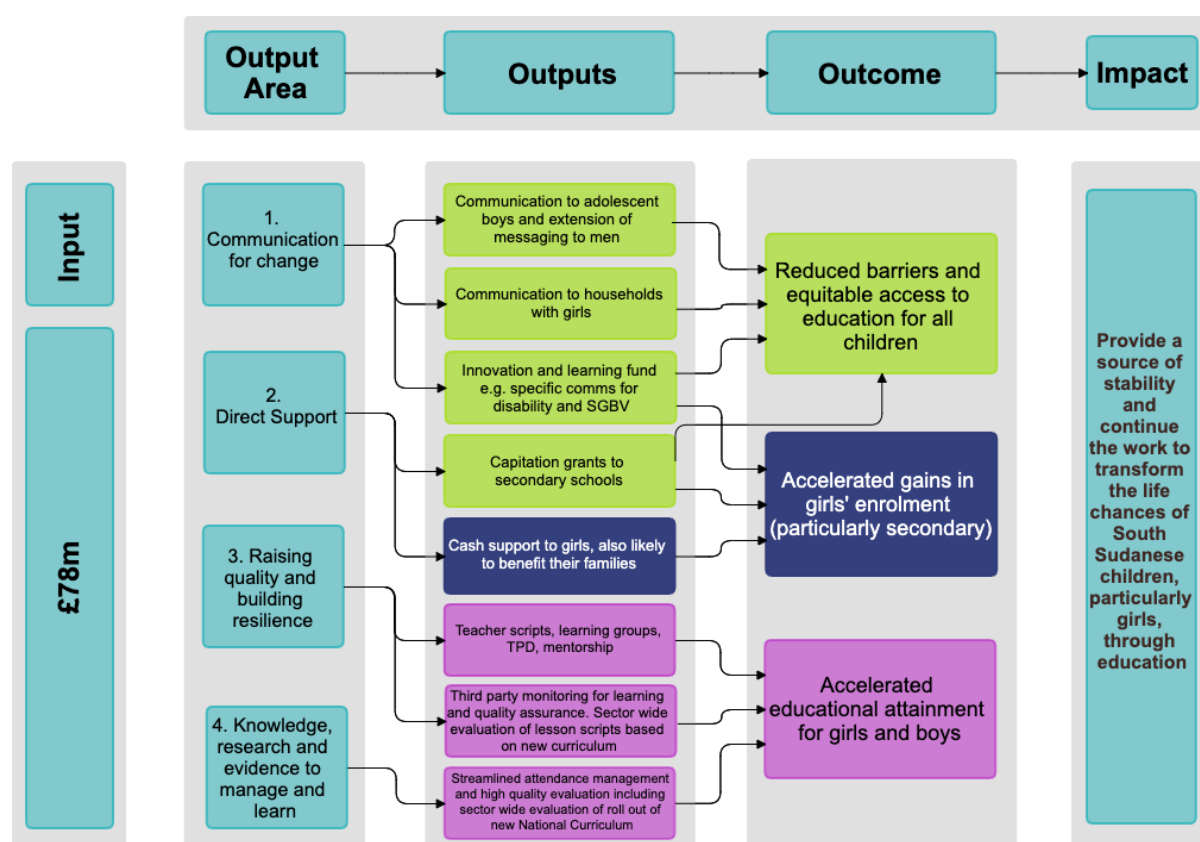 Output
Area
Outputs
Outcome
Impact
Input
£78m
1.
Communication
for change
2.
Direct Support
3. Raising
quality and
building
resilience
4. Knowledge,
research and
evidence to
manage and
learn
Communication to adolescent
boys and extension of
messaging to men
Communication to households
with girls
Innovation and learning fund
e.g. specific comms for
disability and SGBV
Capitation grants to
secondary schools
Cash support to girls, also likely
to benefit their families
Teacher scripts, learning groups,
TPD, mentorship
Third party monitoring for learning
and quality assurance. Sector wide
evaluation of lesson scripts based
on new curriculum
Streamlined attendance management
and high quality evaluation including
sector wide evaluation of roll out of
new National Curriculum
Reduced barriers and
equitable access to
education for all
children
Accelerated gains in
girls' enrolment
(particularly secondary)
Accelerated
educational attainment
for girls and boys
Provide a
source of
stability
and
continue
the work to
transform
the life
chances of
South
Sudanese
children,
particularly
girls,
through
education